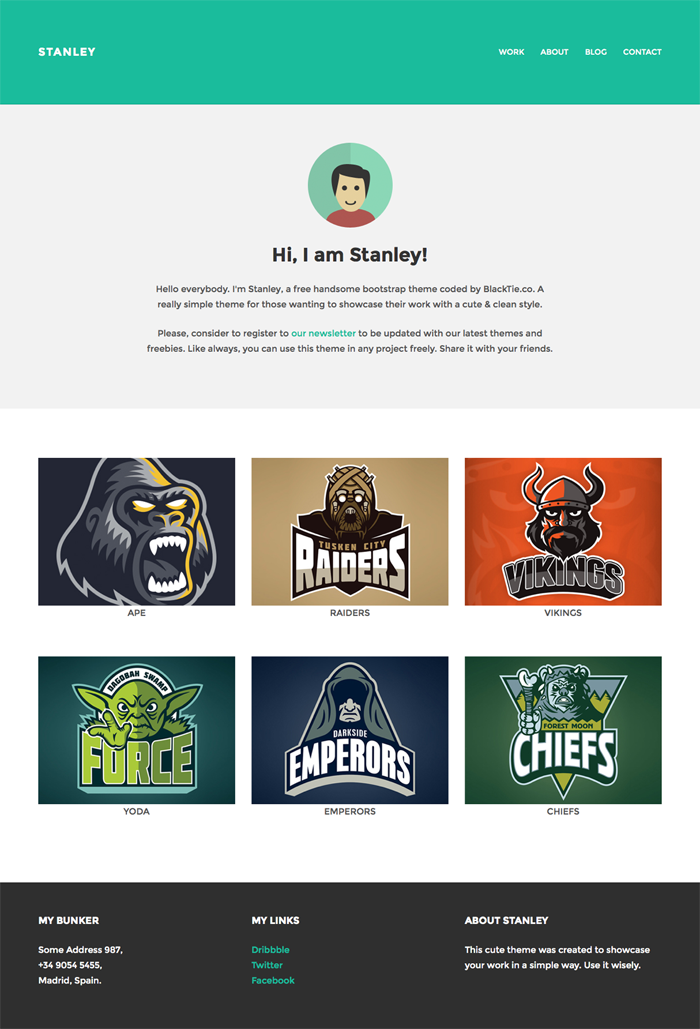 STANLEY
WORK ABOUT BLOG CONTACT
Hi, I am Stanley!
Hello everybody. I'm Stanley, a free handsome bootstrap theme coded by BlackTie.co. A
really simple theme for those wanting to showcase their work with a cute & clean style.
Please, consider to register to our newsletter to be updated with our latest themes and
freebies. Like always, you can use this theme in any project freely. Share it with your friends.
TUSKEN CITY
RAIDERS
VIKINGS
APE
RAIDERS
VIKINGS
DAGOBAH SWAMP
FORCE
DARKSIDE
EMPERORS
FOREST MOON
CHIEFS
YODA
EMPERORS
CHIEFS
MY BUNKER
Some Address 987,
+34 9054 5455,
Madrid, Spain.
MY LINKS
Dribbble
Twitter
Facebook
ABOUT STANLEY
This cute theme was created to showcase
your work in a simple way. Use it wisely.